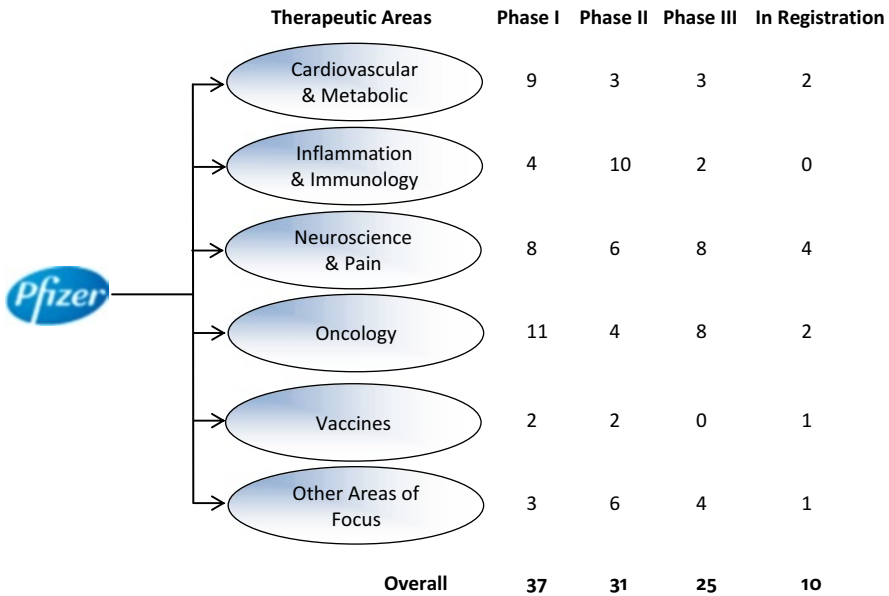 Therapeutic Areas Phase I Phase II Phase III In Registration
Cardiovascular
& Metabolic 9 3 3 2
Inflammation
& Immunology 4 10 2 0
Neuroscience
& Pain 8 6 8 4
Pfizer
Oncology 11 4 8 2
Vaccines 2 2 0 1
Other Areas of
Focus 3 6 4 1
Overall 37 31 25 10